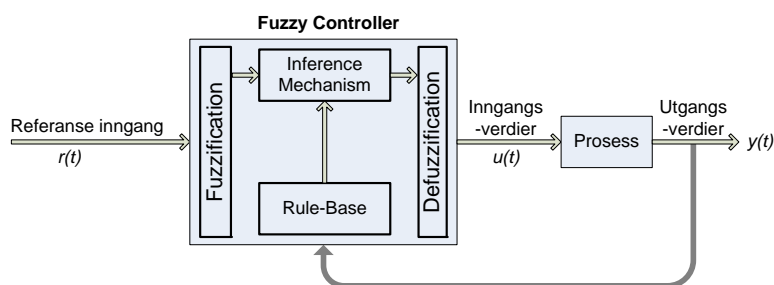 Fuzzy Controller
Fuzzification
Inference
Mechanism
Rule-Base
Defuzzification
Referanse inngang
r(t)
Inngangs
-verdier
u(t)
Prosess
Utgangs
-verdier
y(t)